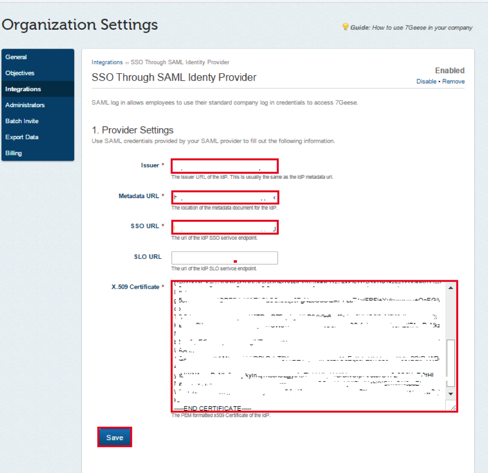 Organization Settings
Guide: How to use 7Geese in your company
General
Objectives
Integrations
Administrators
Batch Invite
Export Data
Billing
Integrations » SSO Through SAML Identity Provider
SSO Through SAML Identy Provider
Enabled
Disable • Remove
SAML log in allows employees to use their standard company log in credentials to access 7Geese.
1. Provider Settings
Use SAML credentials provided by your SAML provider to fill out the following information.
Issuer *
The issuer URL of the IdP. This is usually the same as the IdP metadata url.
Metadata URL *
The location of the metadata document for the IdP.
SSO URL *
The url of the IdP SSO service endpoint.
SLO URL
The url of the IdP SLO service endpoint.
X.509 Certificate *
-----END CERTIFICATE-----
The PEM formatted x509 Certificate of the IdP.
Save